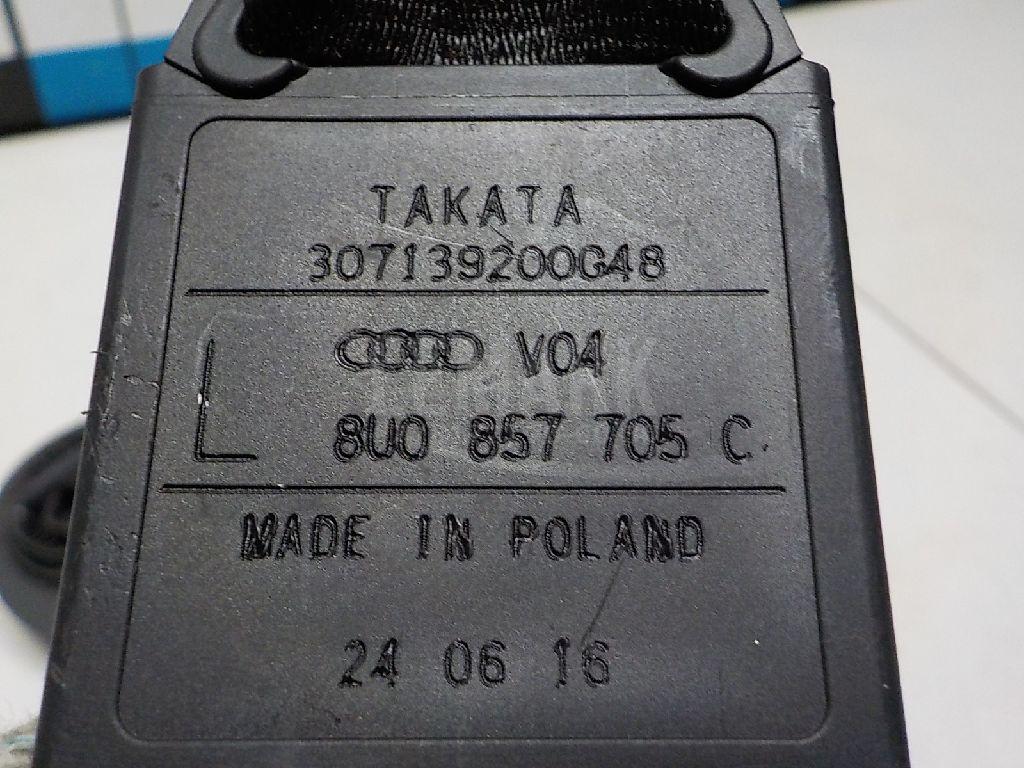 TAKATA
307139200G48
V04
L
8U0 857 705 C
MADE IN POLAND
24 06 16